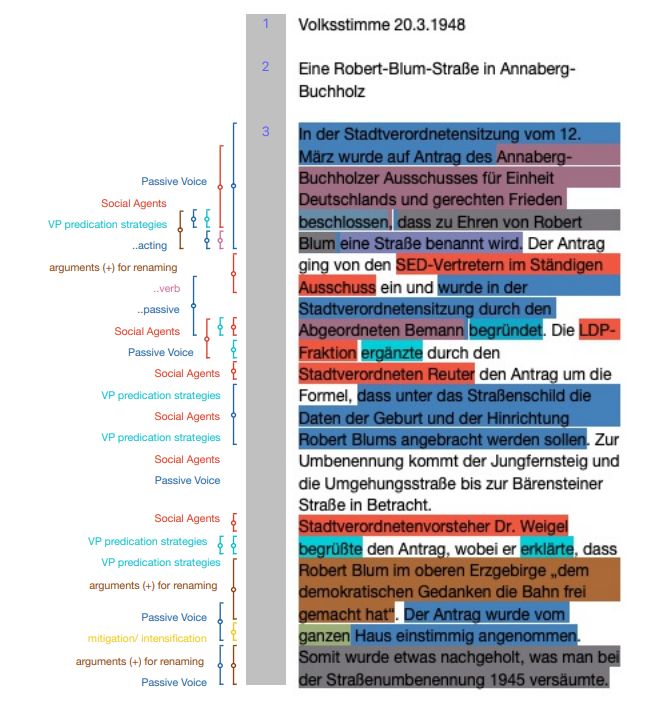 1 Volksstimme 20.3.1948
2 Eine Robert-Blum-Straße in Annaberg-
Buchholz
3 In der Stadtverordnetensitzung vom 12.
März wurde auf Antrag des Annaberg-
Buchholzer Ausschusses für Einheit
Deutschlands und gerechten Frieden
beschlossen, dass zu Ehren von Robert
Blum eine Straße benannt wird. Der Antrag
ging von den SED-Vertretern im Ständigen
Ausschuss ein und wurde in der
Stadtverordnetensitzung durch den
Abgeordneten Bemann begründet. Die LDP-
Fraktion ergänzte durch den
Stadtverordneten Reuter den Antrag um die
Formel, dass unter das Straßenschild die
Daten der Geburt und der Hinrichtung
Robert Blums angebracht werden sollen. Zur
Umbenennung kommt der Jungfernsteig und
die Umgehungsstraße bis zur Bärensteiner
Straße in Betracht.
Stadtverordnetenvorsteher Dr. Weigel
begrüßte den Antrag, wobei er erklärte, dass
Robert Blum im oberen Erzgebirge „dem
demokratischen Gedanken die Bahn frei
gemacht hat“. Der Antrag wurde vom
ganzen Haus einstimmig angenommen.
Somit wurde etwas nachgeholt, was man bei
der Straßenumbenennung 1945 versäumte.
Passive Voice
Social Agents
VP predication strategies
..acting
arguments (+) for renaming
..verb
..passive
Social Agents
Passive Voice
Social Agents
VP predication strategies
Social Agents
VP predication strategies
Social Agents
Passive Voice
Social Agents
VP predication strategies
VP predication strategies
arguments (+) for renaming
Passive Voice
mitigation/ intensification
arguments (+) for renaming
Passive Voice